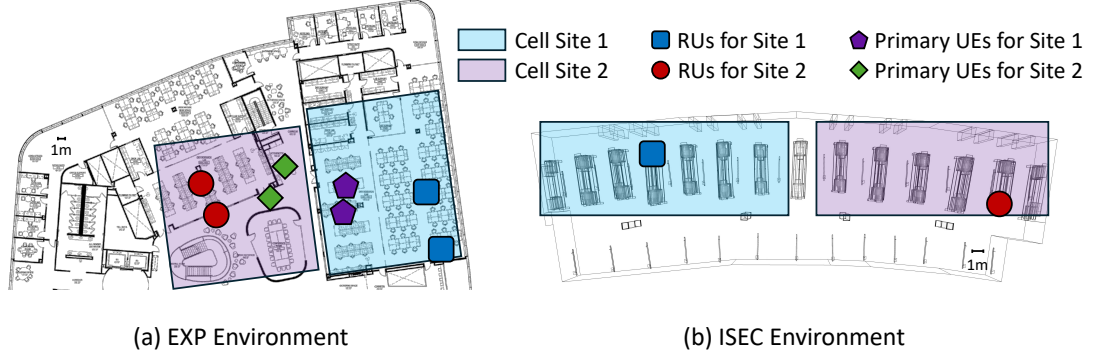 Cell Site 1 RUs for Site 1 Primary UEs for Site 1
Cell Site 2 RUs for Site 2 Primary UEs for Site 2
1m
1m
(a) EXP Environment (b) ISEC Environment